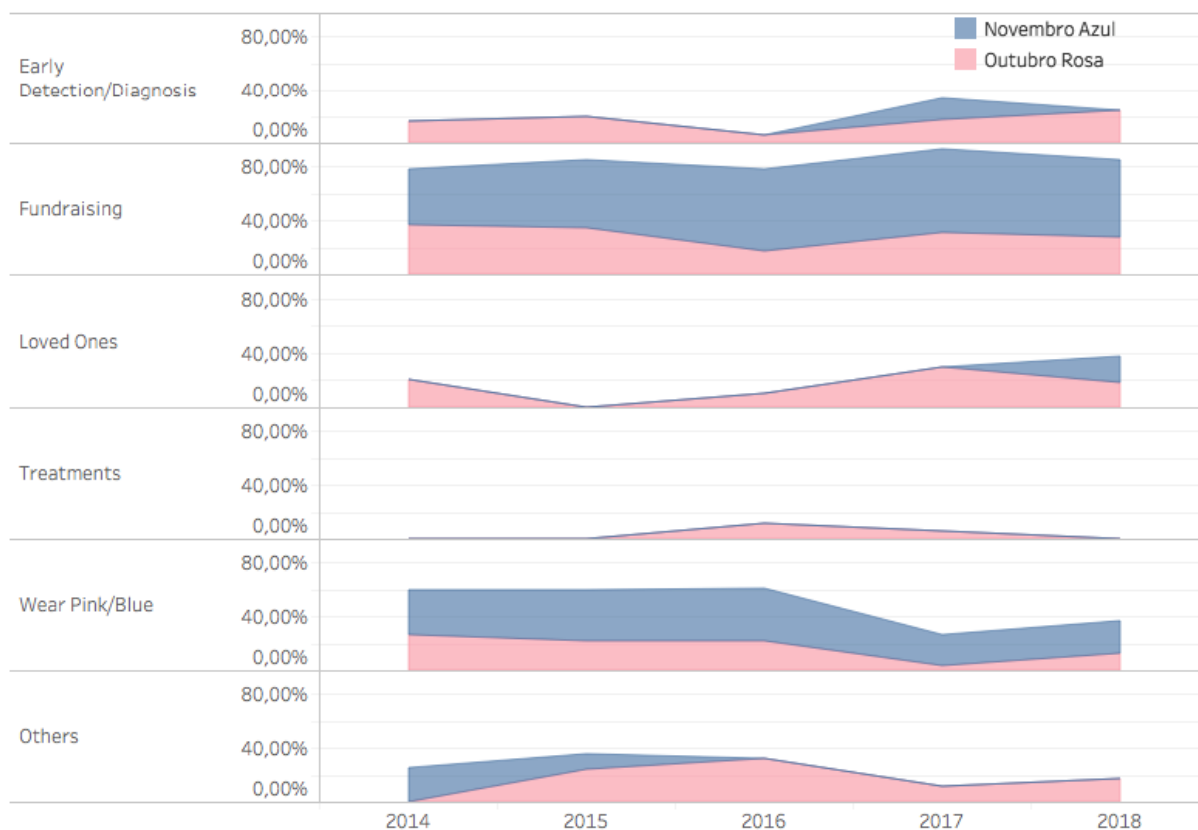 Novembro Azul
Outubro Rosa
Early
Detection/Diagnosis
80,00%
40,00%
0,00%
Fundraising
80,00%
40,00%
0,00%
Loved Ones
80,00%
40,00%
0,00%
Treatments
80,00%
40,00%
0,00%
Wear Pink/Blue
80,00%
40,00%
0,00%
Others
80,00%
40,00%
0,00%
2014 2015 2016 2017 2018